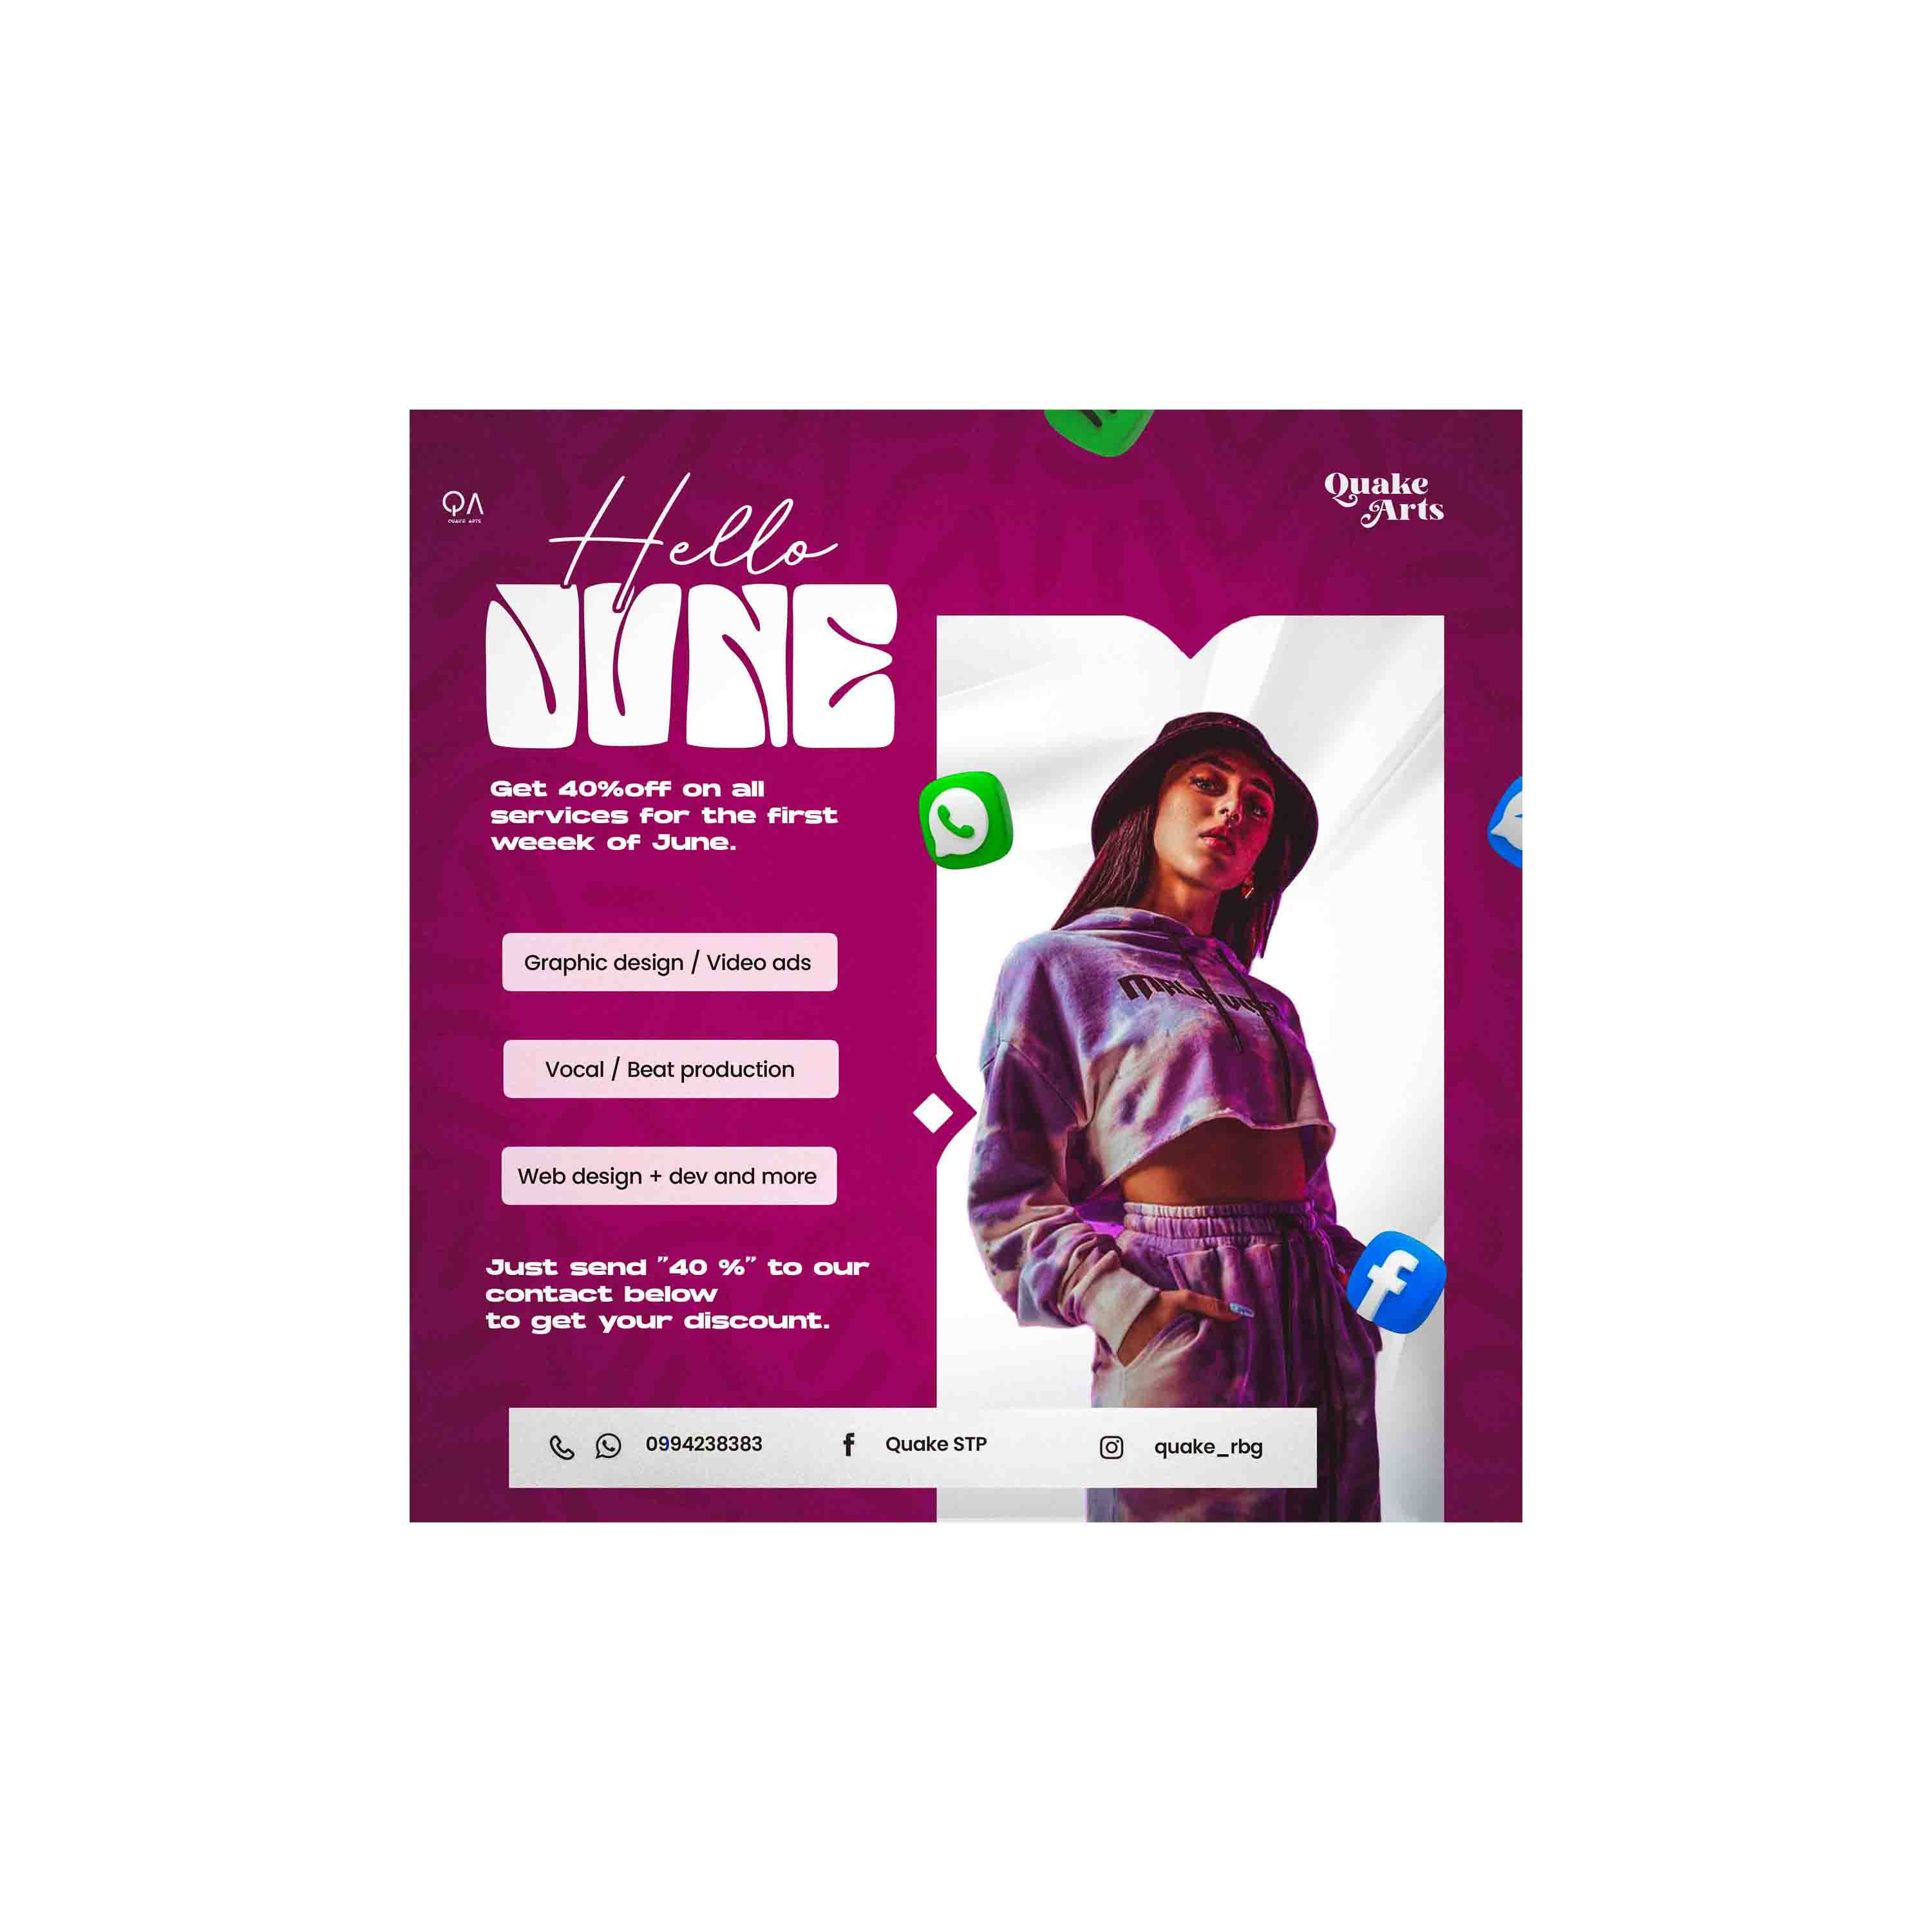 QA
QUAKE ARTS
Hello
JUNE
Quake
Arts
Get 40%off on all
services for the first
weeek of June.
Graphic design / Video ads
Vocal / Beat production
Web design + dev and more
Just send "40 %" to our
contact below
to get your discount.
0994238383
Quake STP
quake_rbg